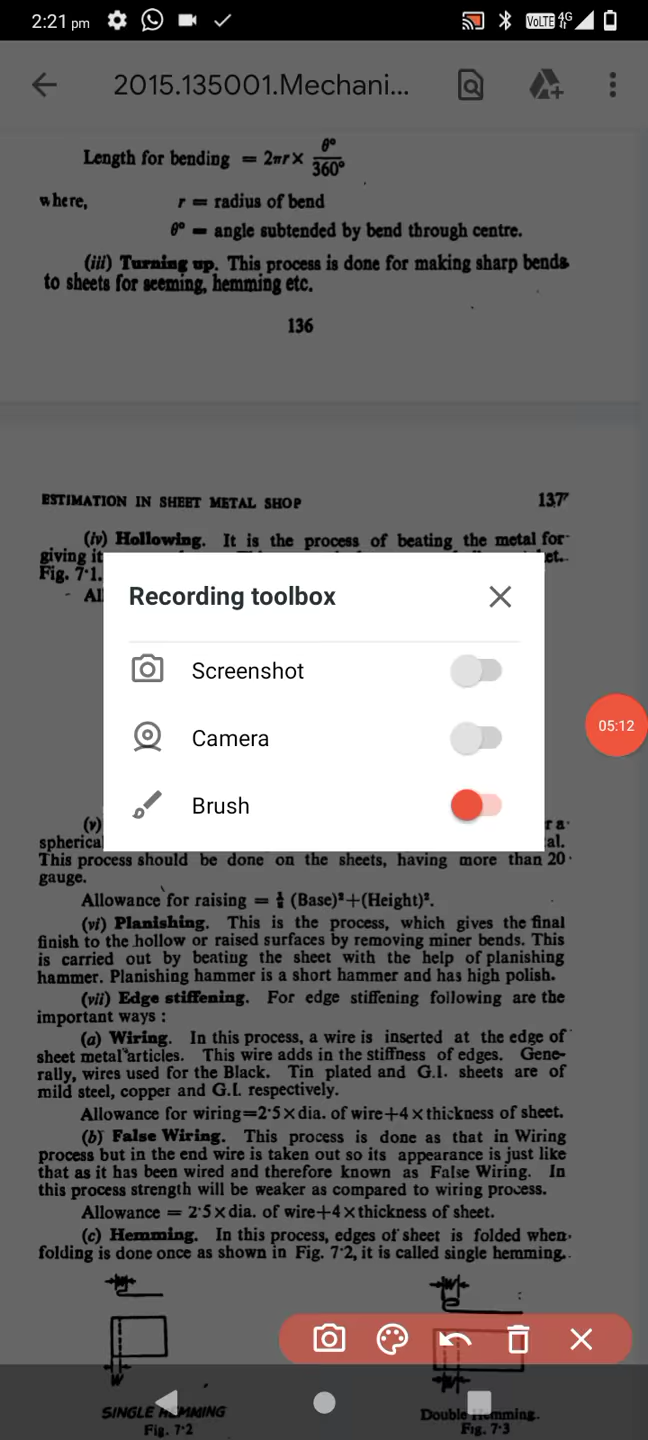 2:21 pm VoLTE 4G
2015.135001.Mechani...
Length for bending = 2πr× θ°/360°
where, r = radius of bend
θ° = angle subtended by bend through centre.
(iii) Turning up. This process is done for making sharp bends
to sheets for seeming, hemming etc.
136
ESTIMATION IN SHEET METAL SHOP 137
(iv) Hollowing. It is the process of beating the metal for
giving it
Fig. 7·1.
Recording toolbox
Screenshot
Camera
Brush
05:12
(v)
spherica
This process should be done on the sheets, having more than 20
gauge.
Allowance for raising = ½ (Base)²+(Height)².
(vi) Planishing. This is the process, which gives the final
finish to the hollow or raised surfaces by removing miner bends. This
is carried out by beating the sheet with the help of planishing
hammer. Planishing hammer is a short hammer and has high polish.
(vii) Edge stiffening. For edge stiffening following are the
important ways :
(a) Wiring. In this process, a wire is inserted at the edge of
sheet metal articles. This wire adds in the stiffness of edges. Gene-
rally, wires used for the Black. Tin plated and G.I. sheets are of
mild steel, copper and G.I. respectively.
Allowance for wiring=2·5×dia. of wire+4×thickness of sheet.
(b) False Wiring. This process is done as that in Wiring
process but in the end wire is taken out so its appearance is just like
that as it has been wired and therefore known as False Wiring. In
this process strength will be weaker as compared to wiring process.
Allowance = 2·5×dia. of wire+4×thickness of sheet.
(c) Hemming. In this process, edges of sheet is folded when
folding is done once as shown in Fig. 7·2, it is called single hemming.
W
SINGLE HEMMING Double Hemming.
Fig. 7·2 Fig. 7·3